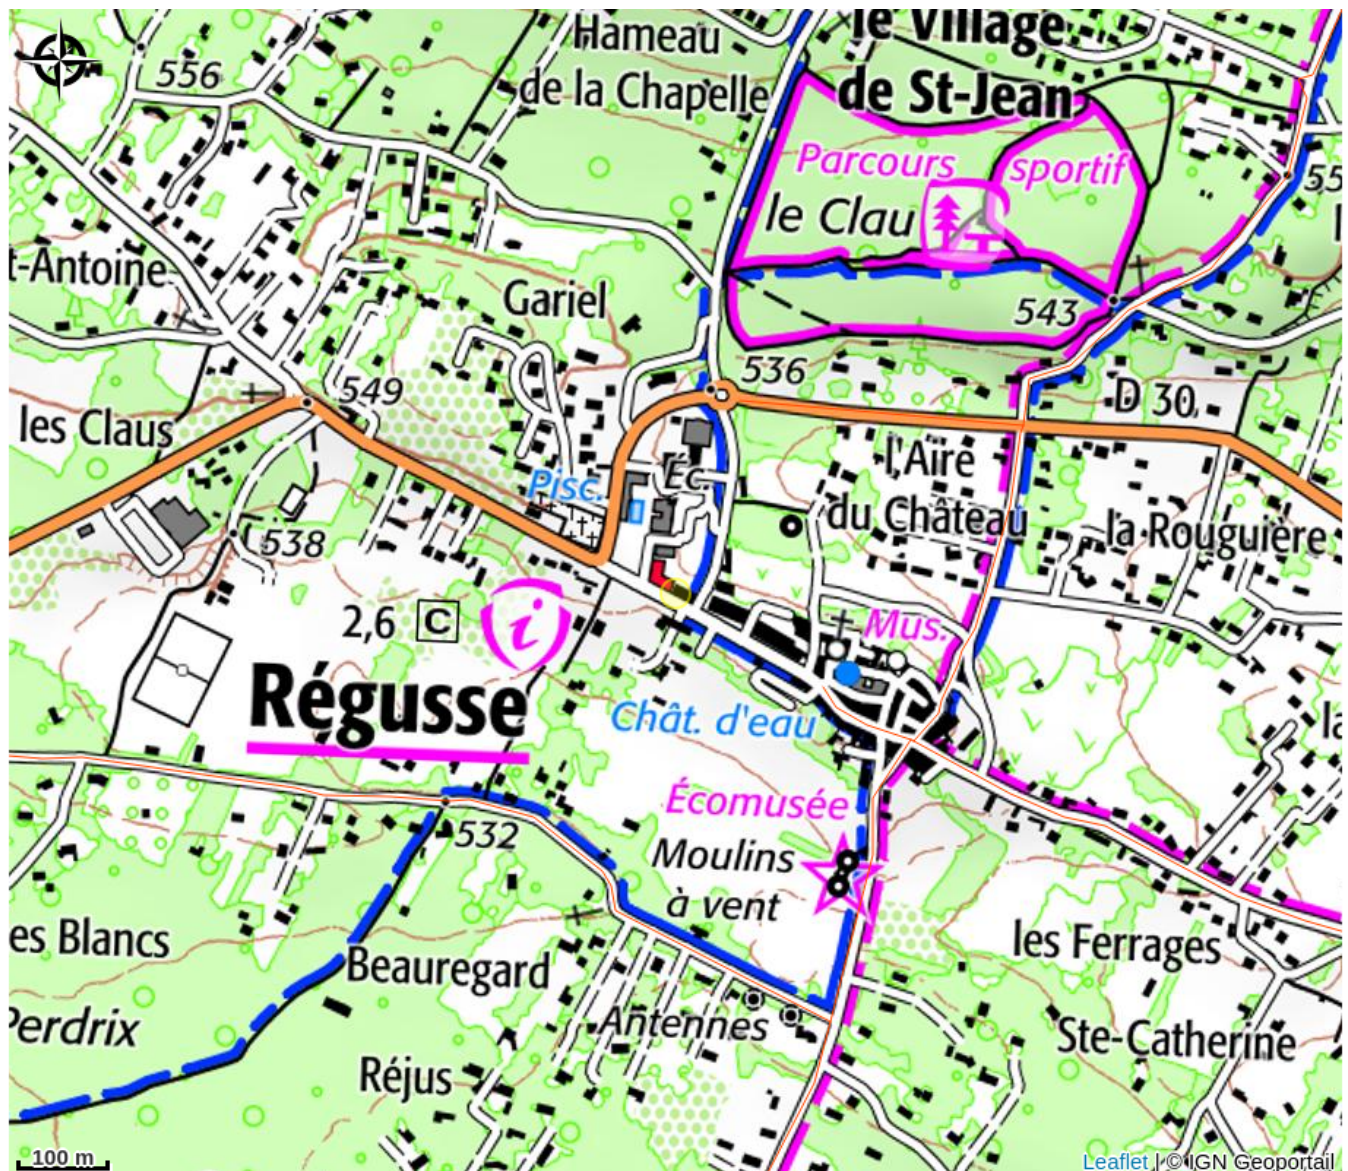 le Village
Hameau
556
de la Chapelle
de St-Jean
Parcours
sportif
55
le Clau
t-Antoine
Gariel
543
536
549
D 30
les Claus
l'Aire
Éc.
Pisc.
du Château
la Rouguière
538
2,6 C
i
Mus.
Régusse
Chât. d'eau
la
Écomusée
532
Moulins
à vent
es Blancs
les Ferrages
Beauregard
Perdrix
Antennes
Ste-Catherine
Réjus
100 m
Leaflet | © IGN Geoportail